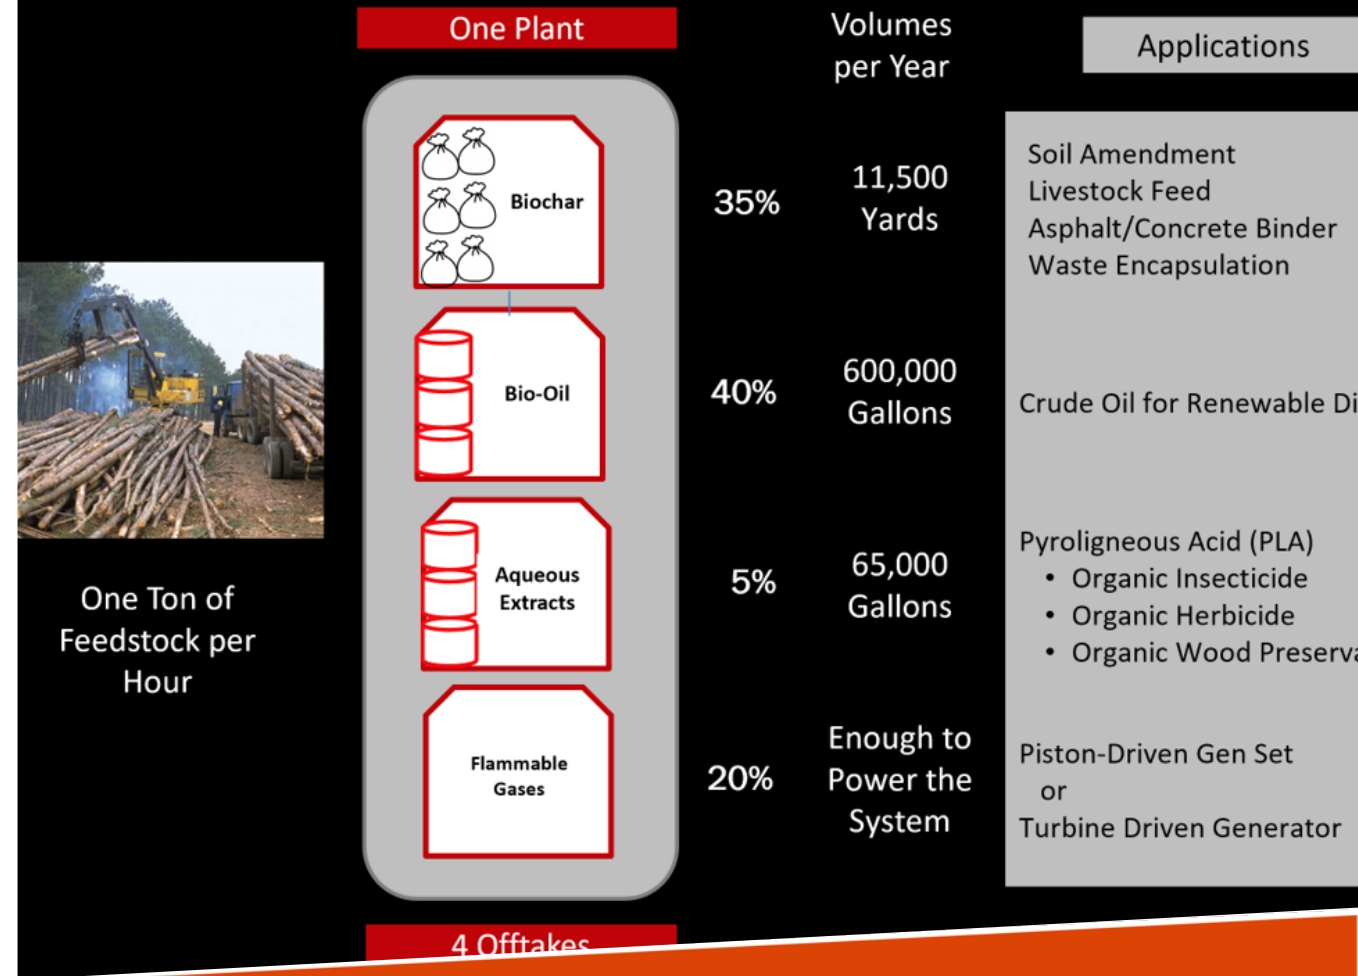 One Plant
Volumes
per Year
Applications
Biochar
35%
11,500
Yards
Soil Amendment
Livestock Feed
Asphalt/Concrete Binder
Waste Encapsulation
Bio-Oil
40%
600,000
Gallons
Crude Oil for Renewable Di
One Ton of
Feedstock per
Hour
Aqueous
Extracts
5%
65,000
Gallons
Pyroligneous Acid (PLA)
• Organic Insecticide
• Organic Herbicide
• Organic Wood Preserva
Flammable
Gases
20%
Enough to
Power the
System
Piston-Driven Gen Set
or
Turbine Driven Generator
4 Offtakes